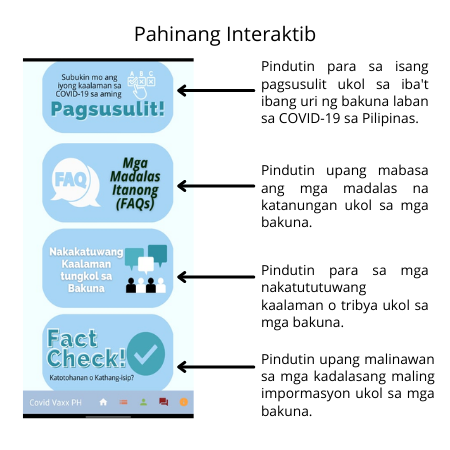 Pahinang Interaktib
Subukin mo ang
iyong kaalaman sa
COVID-19 sa aming
A B C
Pagsusulit!
Pindutin para sa isang
pagsusulit ukol sa iba't
ibang uri ng bakuna laban
sa COVID-19 sa Pilipinas.
FAQ
Mga
Madalas
Itanong
(FAQs)
Pindutin upang mabasa
ang mga madalas na
katanungan ukol sa mga
bakuna.
Nakakatuwang
Kaalaman
tungkol sa
Bakuna
Pindutin para sa mga
nakatututuwang
kaalaman o tribya ukol sa
mga bakuna.
Fact
Check!
Katotohanan o Kathang-isip?
Pindutin upang malinawan
sa mga kadalasang maling
impormasyon ukol sa mga
bakuna.
Covid Vaxx PH